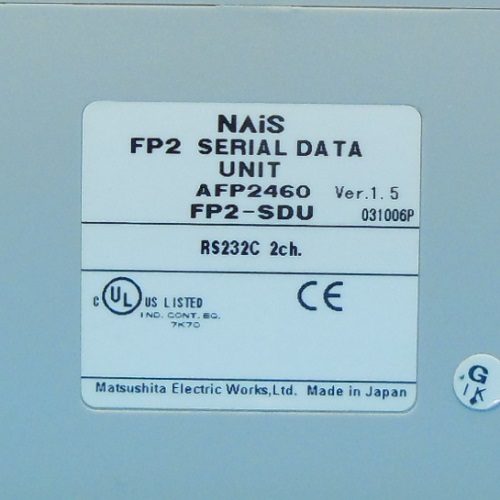 NAiS
FP2 SERIAL DATA
UNIT
AFP2460 Ver.1.5
FP2-SDU 031006P
RS232C 2ch.
c UL US LISTED
IND. CONT. EQ.
7K70
CE
Matsushita Electric Works,Ltd. Made in Japan
G
IK